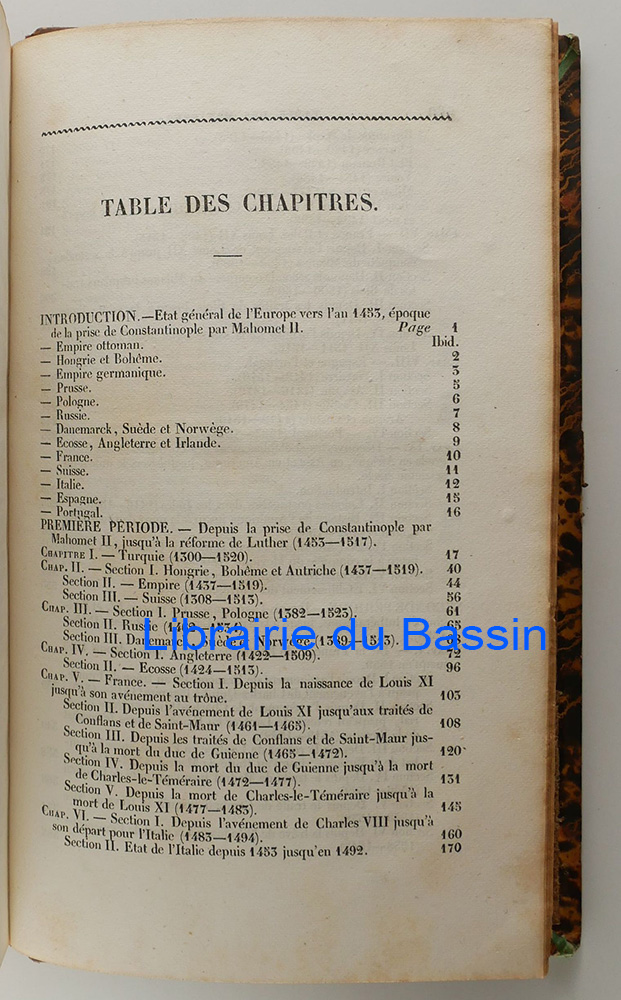 TABLE DES CHAPITRES.
INTRODUCTION.—Etat général de l'Europe vers l'an 1453, époque
de la prise de Constantinople par Mahomet II. Page 1
— Empire ottoman. Ibid.
— Hongrie et Bohême. 2
— Empire germanique. 3
— Prusse. 5
— Pologne. 6
— Russie. 7
— Danemarck, Suède et Norwège. 8
— Ecosse, Angleterre et Irlande. 9
— France. 10
— Suisse. 11
— Italie. 12
— Espagne. 15
— Portugal. 16
PREMIÈRE PÉRIODE. — Depuis la prise de Constantinople par
Mahomet II, jusqu'à la réforme de Luther (1453—1517).
CHAPITRE I. — Turquie (1300—1520). 17
CHAP. II. — Section I. Hongrie, Bohême et Autriche (1437—1519). 40
Section II. — Empire (1437—1519). 44
Section III. — Suisse (1308—1513). 56
CHAP. III. — Section I. Prusse, Pologne (1382—1523). 61
Section II. Russie 65
Section III. Danemarck, Suède et Norwège
Librairie du Bassin
CHAP. IV. — Section I. Angleterre (1422—1509). 72
Section II. — Ecosse (1424—1513). 96
CHAP. V. — France. — Section I. Depuis la naissance de Louis XI
jusqu'à son avénement au trône. 103
Section II. Depuis l'avénement de Louis XI jusqu'aux traités de
Conflans et de Saint-Maur (1461—1465). 108
Section III. Depuis les traités de Conflans et de Saint-Maur jus-
qu'à la mort du duc de Guienne (1465—1472). 120
Section IV. Depuis la mort du duc de Guienne jusqu'à la mort
de Charles-le-Téméraire (1472—1477). 131
Section V. Depuis la mort de Charles-le-Téméraire jusqu'à la
mort de Louis XI (1477—1483). 145
CHAP. VI. — Section I. Depuis l'avénement de Charles VIII jusqu'à
son départ pour l'Italie (1483—1494). 160
Section II. Etat de l'Italie depuis 1453 jusqu'en 1492. 170